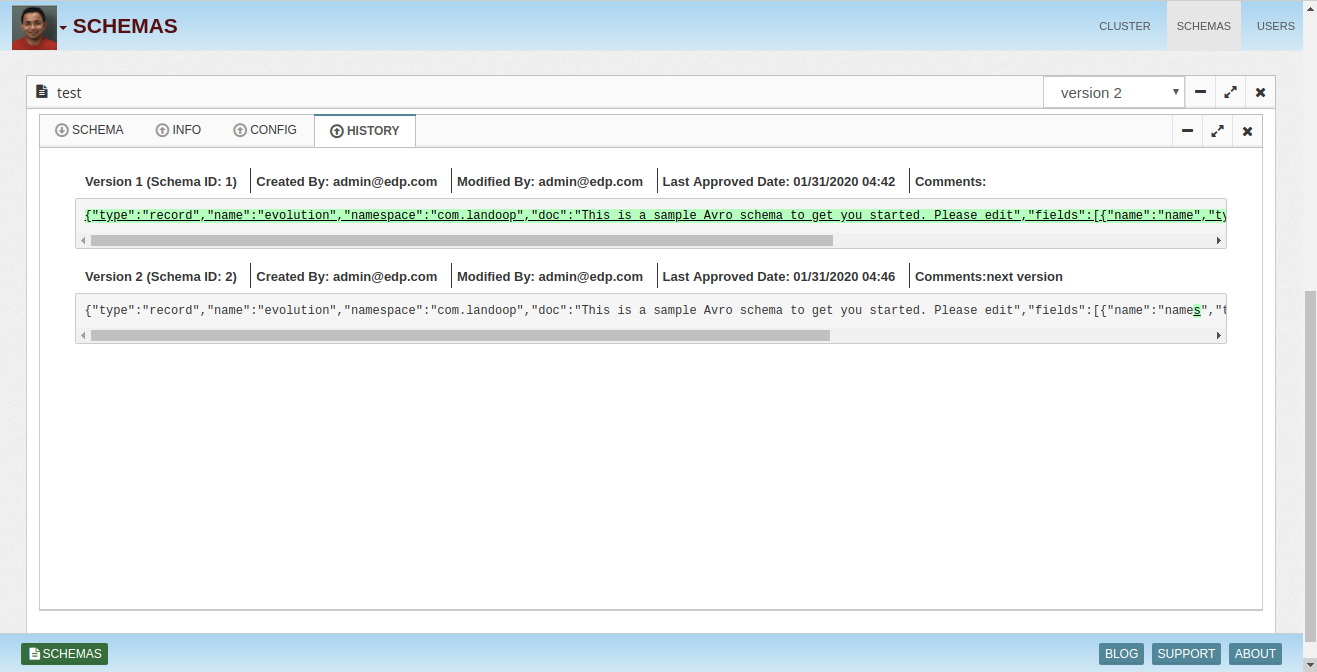 SCHEMAS CLUSTER SCHEMAS USERS
test version 2
SCHEMA INFO CONFIG HISTORY
Version 1 (Schema ID: 1) Created By: admin@edp.com Modified By: admin@edp.com Last Approved Date: 01/31/2020 04:42 Comments:
{"type":"record","name":"evolution","namespace":"com.landoop","doc":"This is a sample Avro schema to get you started. Please edit","fields":[{"name":"name","ty
Version 2 (Schema ID: 2) Created By: admin@edp.com Modified By: admin@edp.com Last Approved Date: 01/31/2020 04:46 Comments:next version
{"type":"record","name":"evolution","namespace":"com.landoop","doc":"This is a sample Avro schema to get you started. Please edit","fields":[{"name":"names","t
SCHEMAS BLOG SUPPORT ABOUT